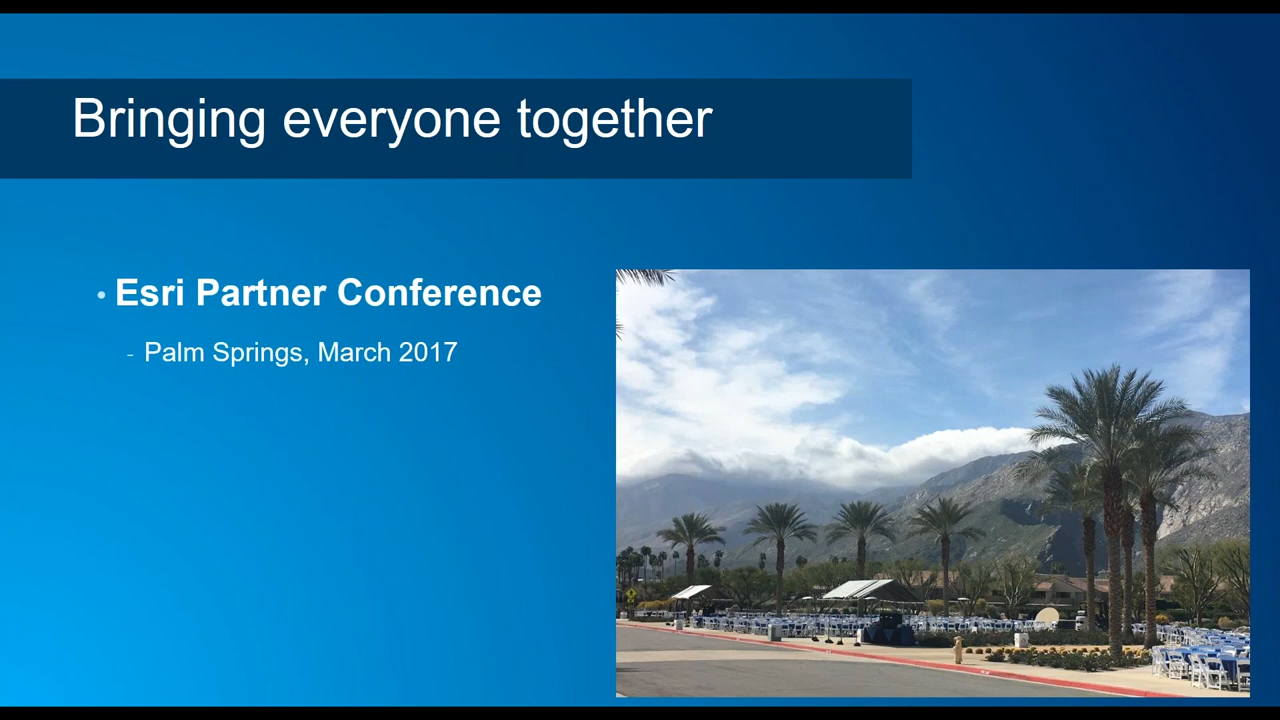 Bringing everyone together
• Esri Partner Conference
- Palm Springs, March 2017